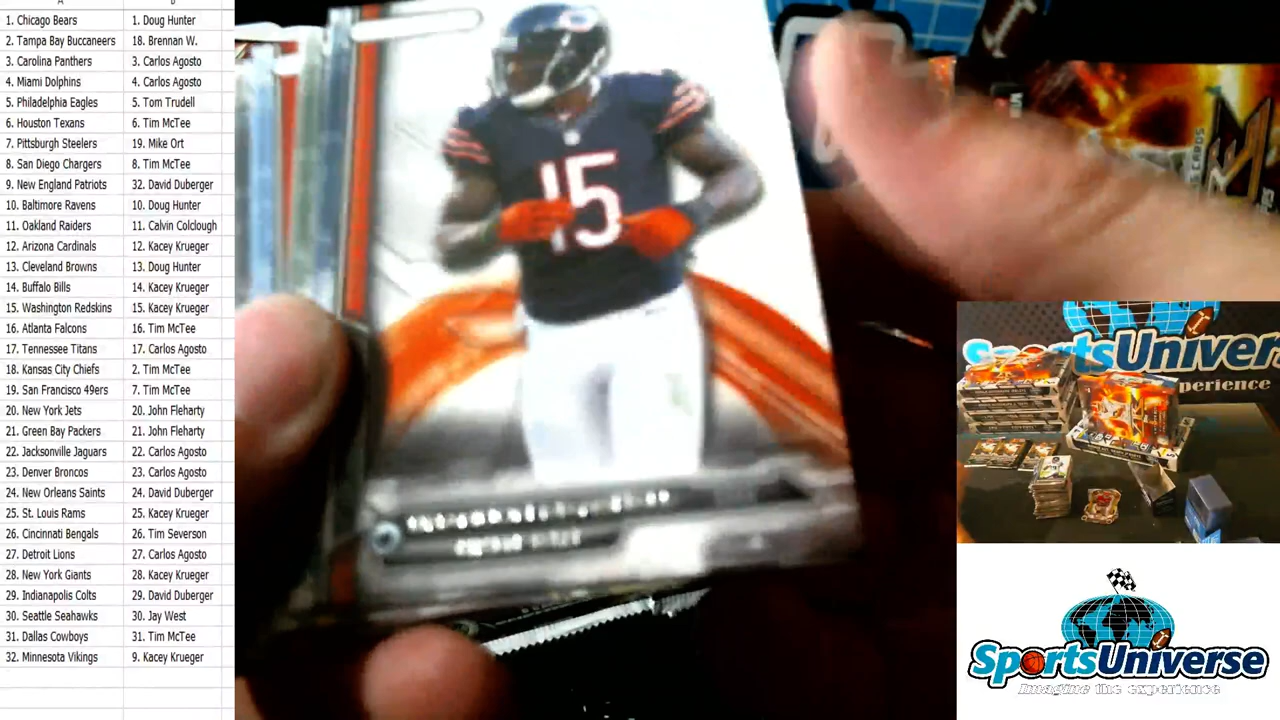 A B
1. Chicago Bears 1. Doug Hunter
2. Tampa Bay Buccaneers 18. Brennan W.
3. Carolina Panthers 3. Carlos Agosto
4. Miami Dolphins 4. Carlos Agosto
5. Philadelphia Eagles 5. Tom Trudell
6. Houston Texans 6. Tim McTee
7. Pittsburgh Steelers 19. Mike Ort
8. San Diego Chargers 8. Tim McTee
9. New England Patriots 32. David Duberger
10. Baltimore Ravens 10. Doug Hunter
11. Oakland Raiders 11. Calvin Colclough
12. Arizona Cardinals 12. Kacey Krueger
13. Cleveland Browns 13. Doug Hunter
14. Buffalo Bills 14. Kacey Krueger
15. Washington Redskins 15. Kacey Krueger
16. Atlanta Falcons 16. Tim McTee
17. Tennessee Titans 17. Carlos Agosto
18. Kansas City Chiefs 2. Tim McTee
19. San Francisco 49ers 7. Tim McTee
20. New York Jets 20. John Fleharty
21. Green Bay Packers 21. John Fleharty
22. Jacksonville Jaguars 22. Carlos Agosto
23. Denver Broncos 23. Carlos Agosto
24. New Orleans Saints 24. David Duberger
25. St. Louis Rams 25. Kacey Krueger
26. Cincinnati Bengals 26. Tim Severson
27. Detroit Lions 27. Carlos Agosto
28. New York Giants 28. Kacey Krueger
29. Indianapolis Colts 29. David Duberger
30. Seattle Seahawks 30. Jay West
31. Dallas Cowboys 31. Tim McTee
32. Minnesota Vikings 9. Kacey Krueger
15
CARDS
rtsUniver
perience
SportsUniverse
Imagine the experience